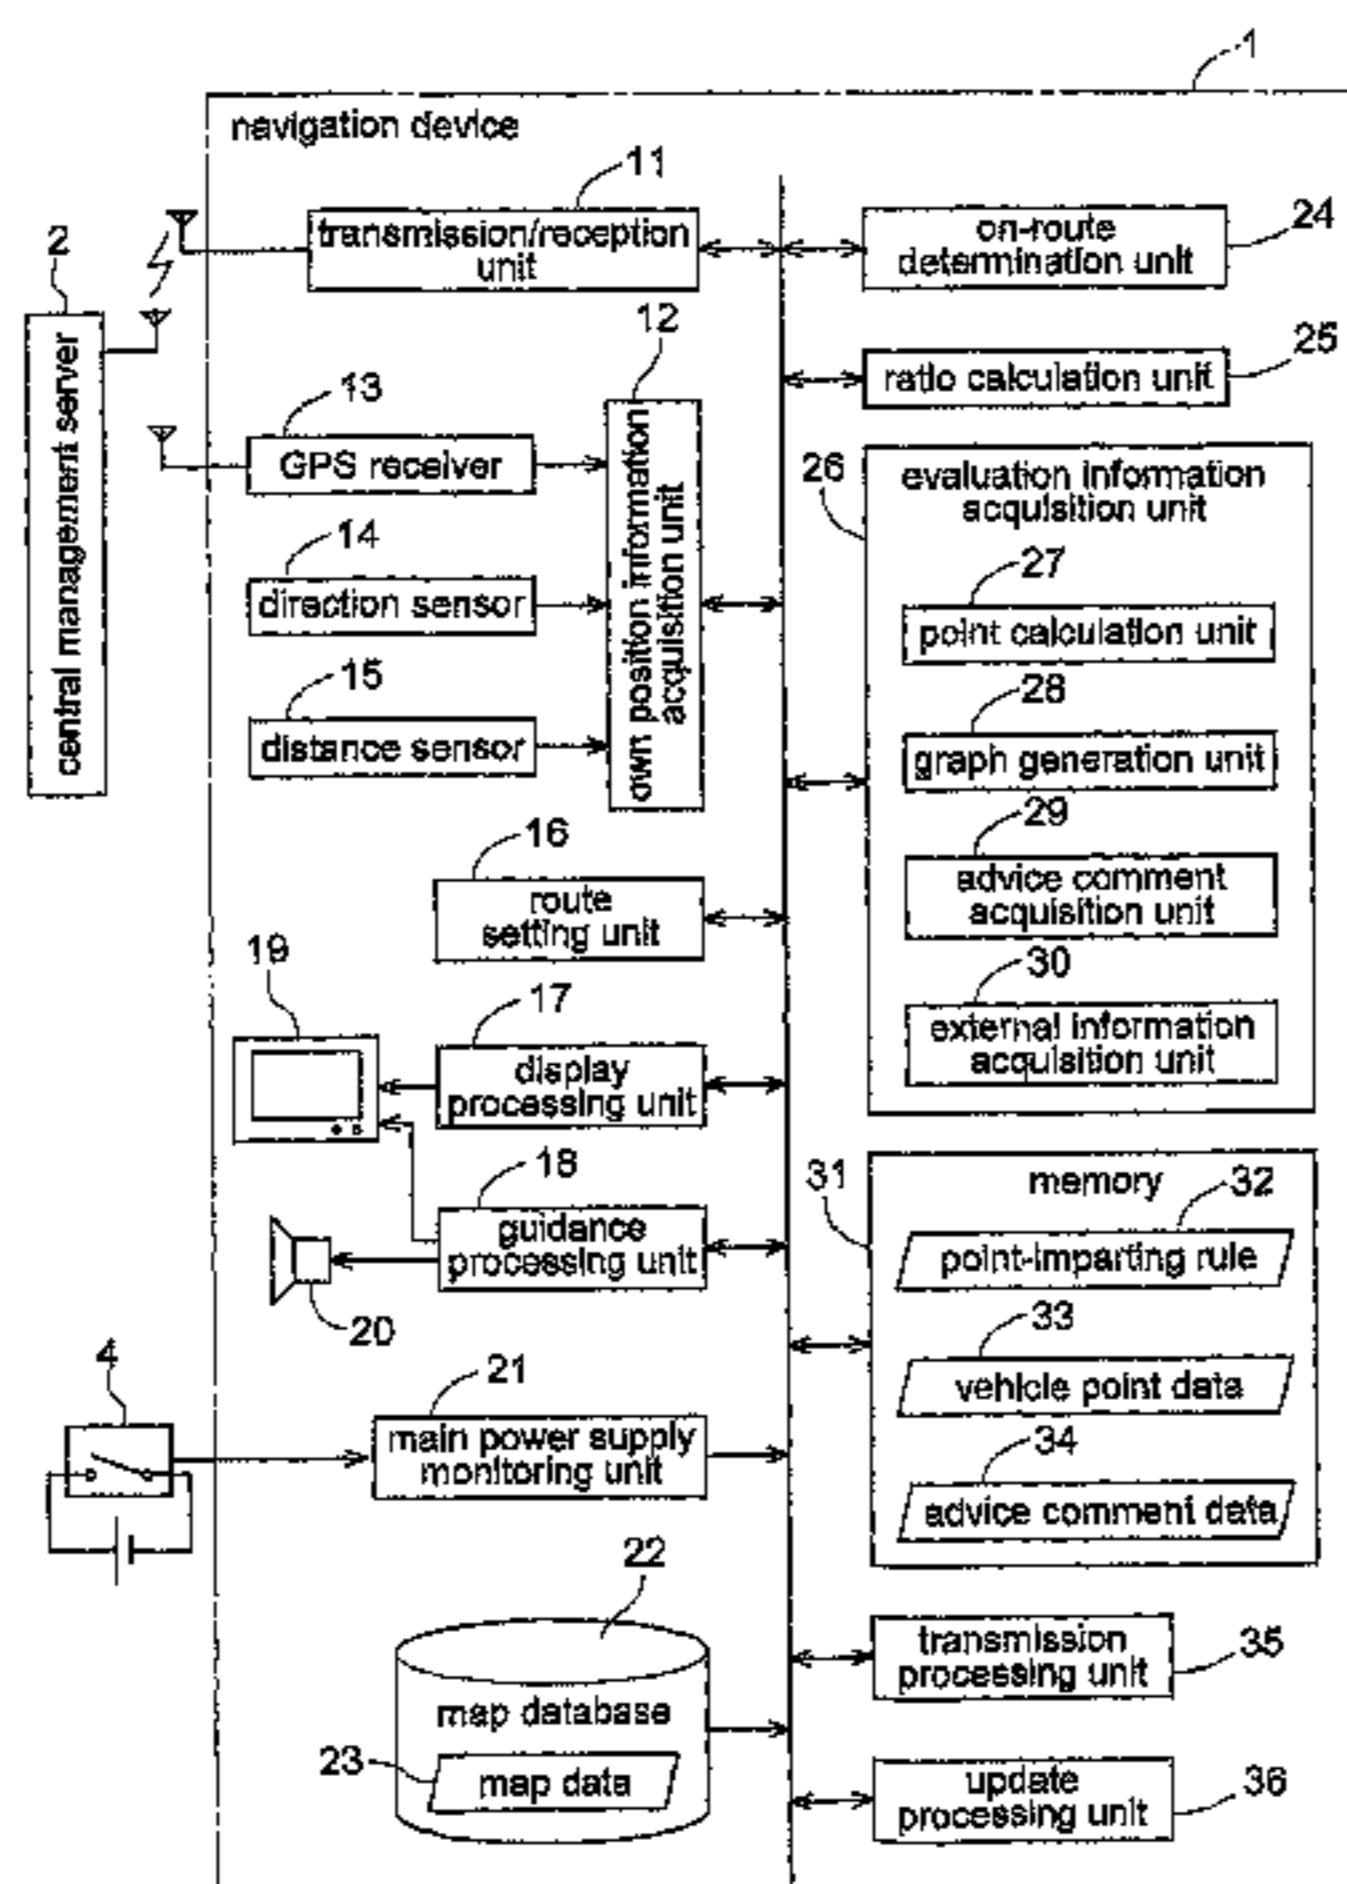 1
navigation device
11
transmission/reception
unit
2
central management server
24
on-route
determination unit
12
own position information
acquisition unit
25
ratio calculation unit
13
GPS receiver
14
direction sensor
15
distance sensor
26
evaluation information
acquisition unit
27
point calculation unit
28
graph generation unit
29
advice comment
acquisition unit
30
external information
acquisition unit
16
route
setting unit
19
17
display
processing unit
18
guidance
processing unit
20
31
memory
32
point-imparting rule
33
vehicle point data
34
advice comment data
4
21
main power supply
monitoring unit
22
map database
23
map data
35
transmission
processing unit
36
update
processing unit